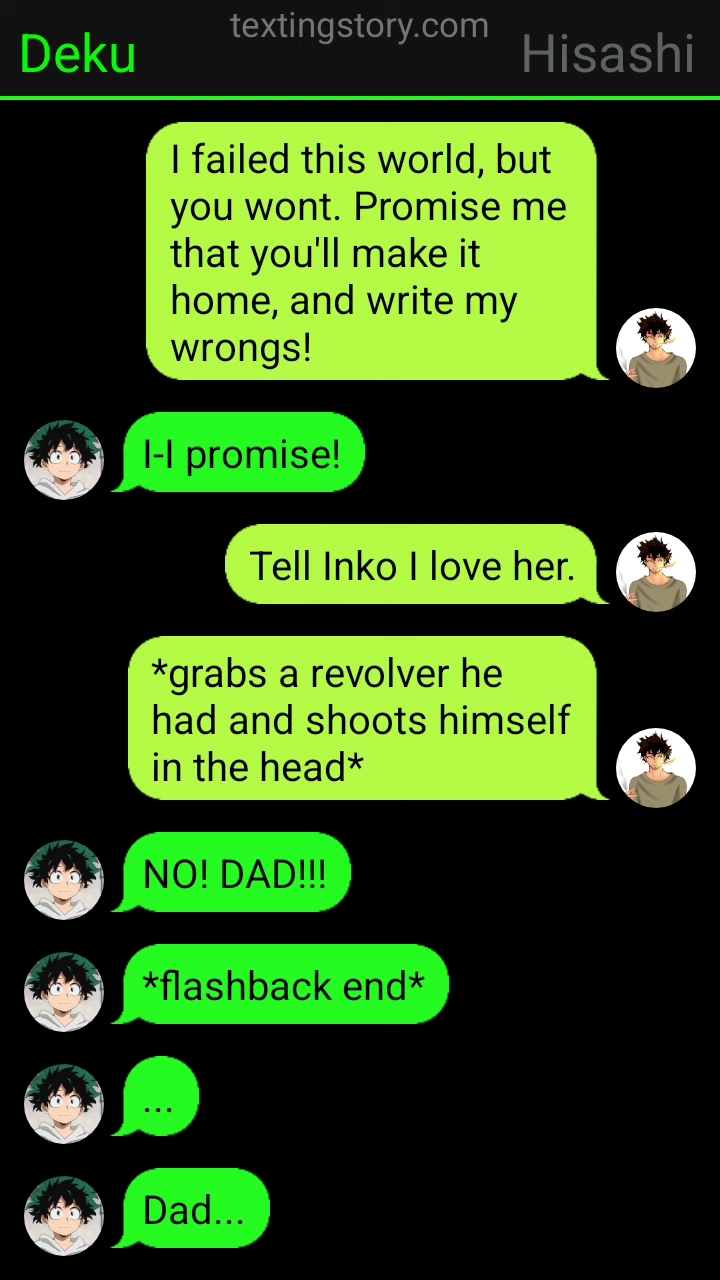 textingstory.com
Deku
Hisashi
I failed this world, but
you wont. Promise me
that you'll make it
home, and write my
wrongs!
I-I promise!
Tell Inko I love her.
*grabs a revolver he
had and shoots himself
in the head*
NO! DAD!!!
*flashback end*
...
Dad...